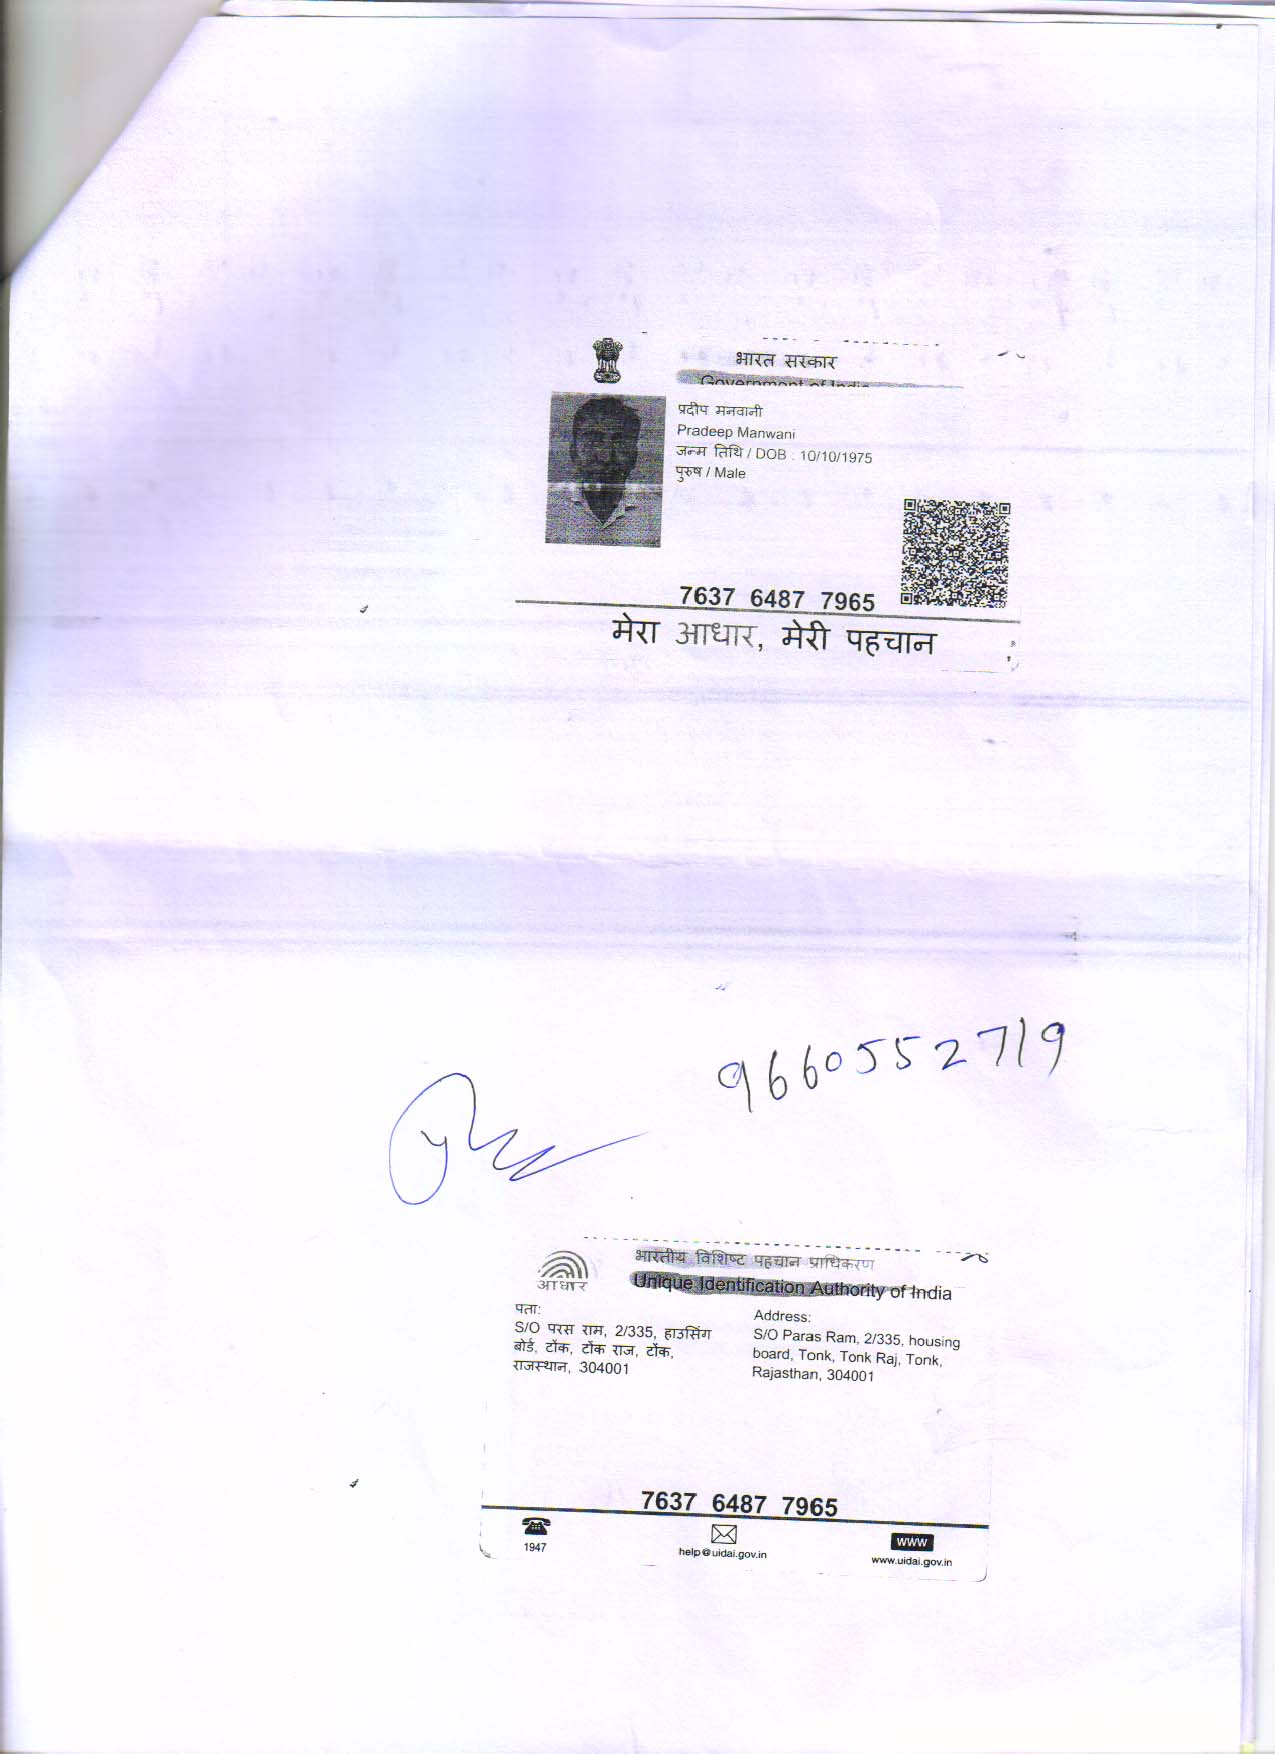 भारत सरकार
Government of India
प्रदीप मनवानी
Pradeep Manwani
जन्म तिथि / DOB : 10/10/1975
पुरुष / Male
7637 6487 7965
मेरा आधार, मेरी पहचान
9660552719
भारतीय विशिष्ट पहचान प्राधिकरण
Unique Identification Authority of India
आधार
पता:
S/O परस राम, 2/335, हाउसिंग
बोर्ड, टोंक, टोंक राज, टोंक,
राजस्थान, 304001
Address:
S/O Paras Ram, 2/335, housing
board, Tonk, Tonk Raj, Tonk,
Rajasthan, 304001
7637 6487 7965
1947
help@uidai.gov.in
www
www.uidai.gov.in